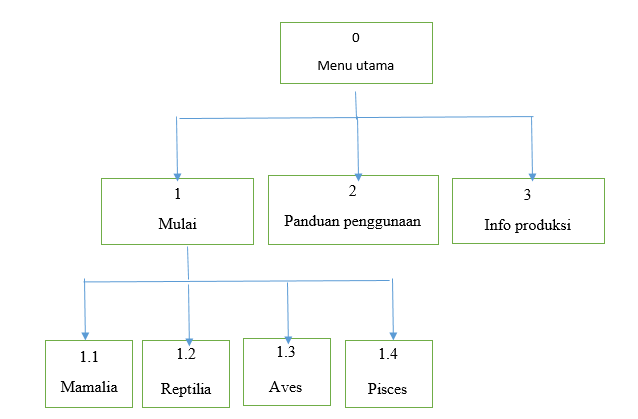 0
Menu utama
1
Mulai
2
Panduan penggunaan
3
Info produksi
1.1
Mamalia
1.2
Reptilia
1.3
Aves
1.4
Pisces